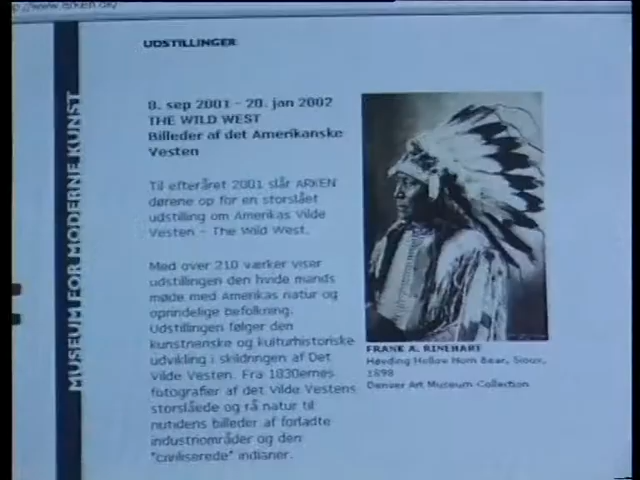 http://www.arken.dk/
UDSTILLINGER
MUSEUM FOR MODERNE KUNST
8. sep 2001 - 20. jan 2002
THE WILD WEST
Billeder af det Amerikanske
Vesten
Til efteråret 2001 slår ARKEN
dørene op for en storslået
udstilling om Amerikas Vilde
Vesten - The Wild West.
Med over 210 værker viser
udstillingen den hvide mands
møde med Amerikas natur og
oprindelige befolkning.
Udstillingen følger den
kunstneriske og kulturhistoriske
udvikling i skildringen af Det
Vilde Vesten. Fra 1830ernes
fotografier af det Vilde Vestens
storslåede og rå natur til
nutidens billeder af forladte
industriområder og den
"civiliserede" indianer.
FRANK A. RINEHART
Høvding Hollow Horn Bear, Sioux,
1898
Denver Art Museum Collection